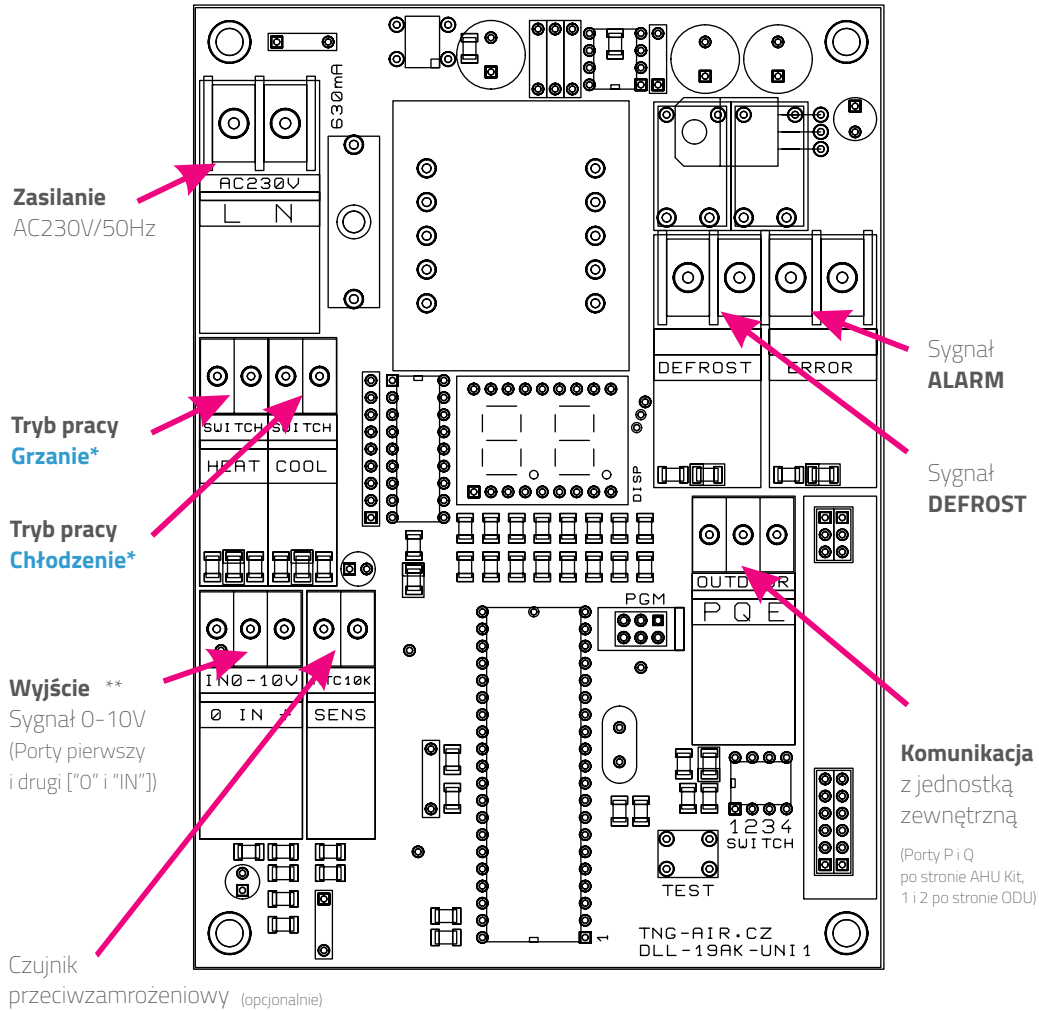 630mA
AC230V
L N
Zasilanie
AC230V/50Hz
DEFROST
ERROR
Sygnał
ALARM
Sygnał
DEFROST
SWITCH
SWITCH
HEAT
COOL
Tryb pracy
Grzanie*
Tryb pracy
Chłodzenie*
DISP
OUTDOOR
P Q E
PGM
IN0-10V
NTC10K
0 IN +
SENS
Wyjście **
Sygnał 0-10V
(Porty pierwszy
i drugi ["0" i "IN"])
Komunikacja
z jednostką
zewnętrzną
(Porty P i Q
po stronie AHU Kit,
1 i 2 po stronie ODU)
1234
SWITCH
TEST
1
TNG-AIR.CZ
DLL-19AK-UNI1
Czujnik
przeciwzamrożeniowy (opcjonalnie)